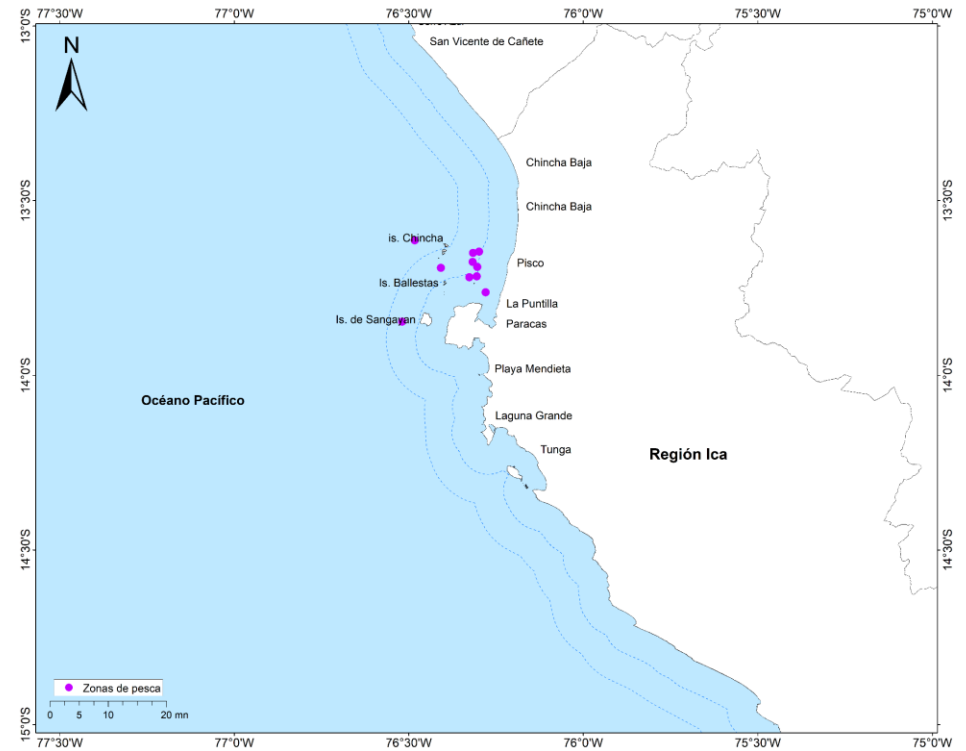 77°30'W 77°0'W 76°30'W 76°0'W 75°30'W 75°0'W
13°0'S
13°0'S
N
San Vicente de Cañete
Chincha Baja
13°30'S
13°30'S
Chincha Baja
is. Chincha
Pisco
Is. Ballestas
La Puntilla
Is. de Sangayan
Paracas
14°0'S
14°0'S
Playa Mendieta
Océano Pacífico
Laguna Grande
Tunga
Región Ica
14°30'S
14°30'S
Zonas de pesca
0 5 10 20 mn
15°0'S
15°0'S
77°30'W 77°0'W 76°30'W 76°0'W 75°30'W 75°0'W